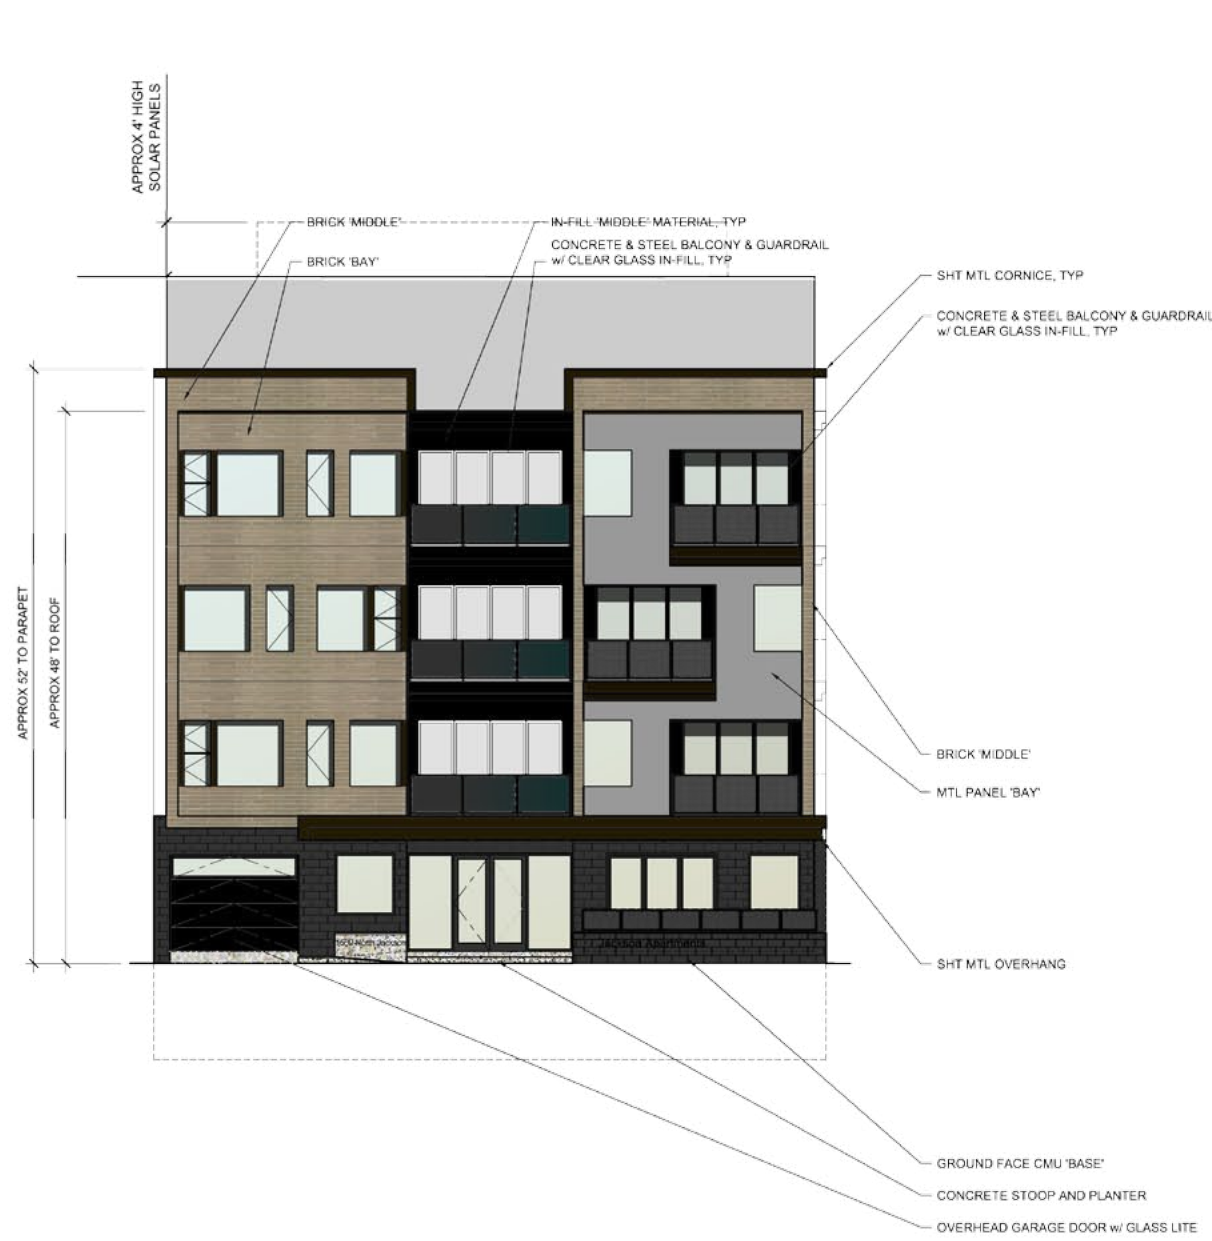 APPROX 4' HIGH
SOLAR PANELS
BRICK 'MIDDLE'
IN-FILL 'MIDDLE' MATERIAL, TYP
CONCRETE & STEEL BALCONY & GUARDRAIL
w/ CLEAR GLASS IN-FILL, TYP
BRICK 'BAY'
SHT MTL CORNICE, TYP
CONCRETE & STEEL BALCONY & GUARDRAIL
w/ CLEAR GLASS IN-FILL, TYP
APPROX 52' TO PARAPET
APPROX 48' TO ROOF
BRICK 'MIDDLE'
MTL PANEL 'BAY'
North Jackson
Jackson Apartments
SHT MTL OVERHANG
GROUND FACE CMU 'BASE'
CONCRETE STOOP AND PLANTER
OVERHEAD GARAGE DOOR w/ GLASS LITE